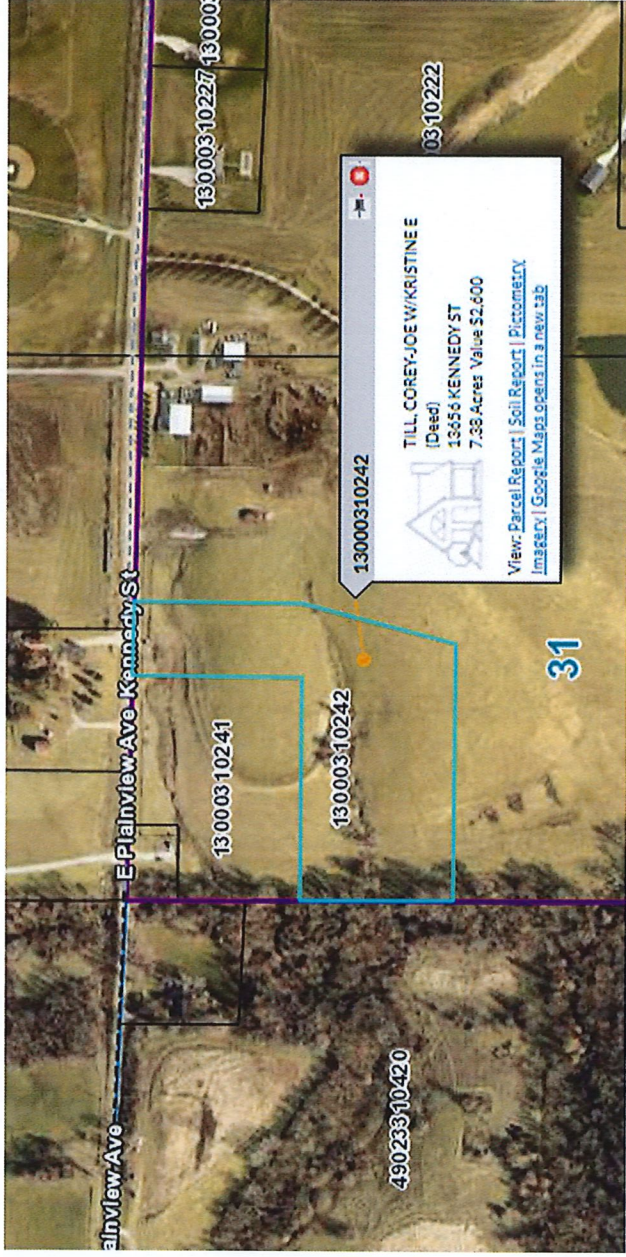 ainview Ave
E Plainview Ave
Kennedy St
13000310227
13000
0310222
13000310241
13000310242
49023310420
31
13000310242
TILL, COREY-JOE W/KRISTINE E
(Deed)
13656 KENNEDY ST
7.38 Acres Value $2,600
View: Parcel Report | Soil Report | Pictometry
Imagery | Google Maps opens in a new tab